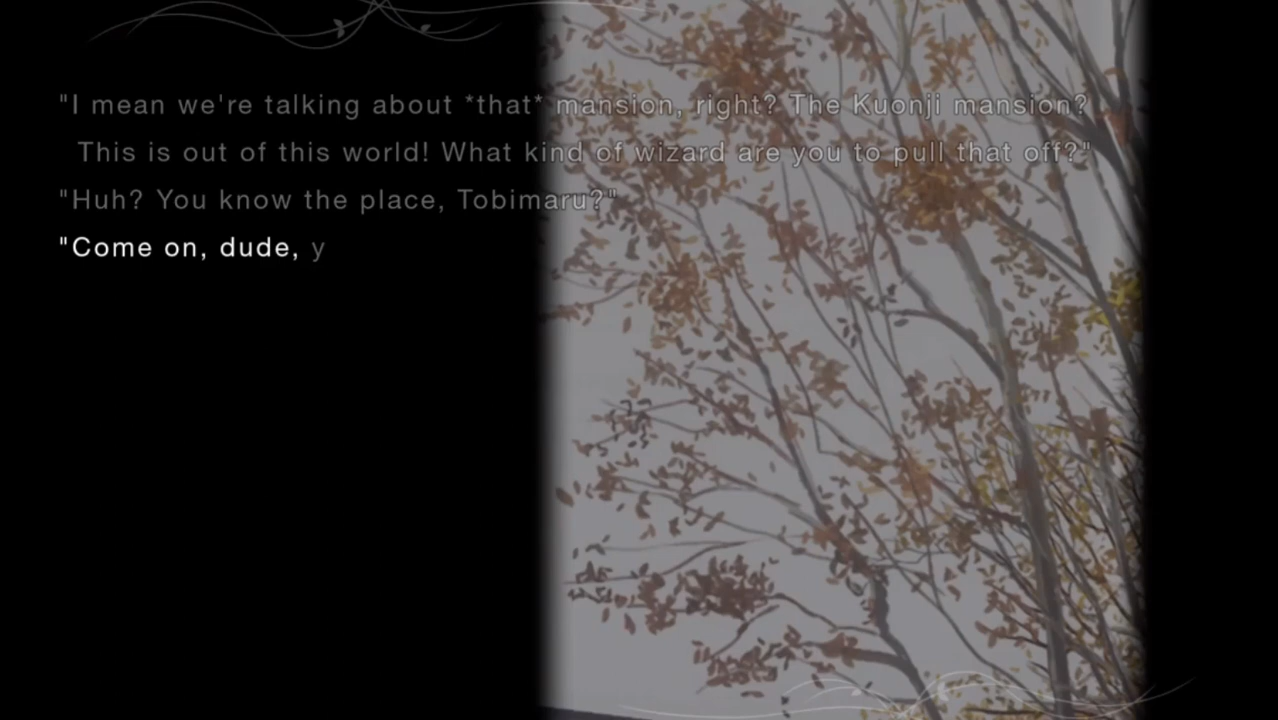 "I mean we're talking about *that* mansion, right? The Kuonji mansion?
This is out of this world! What kind of wizard are you to pull that off?"
"Huh? You know the place, Tobimaru?"
"Come on, dude, y